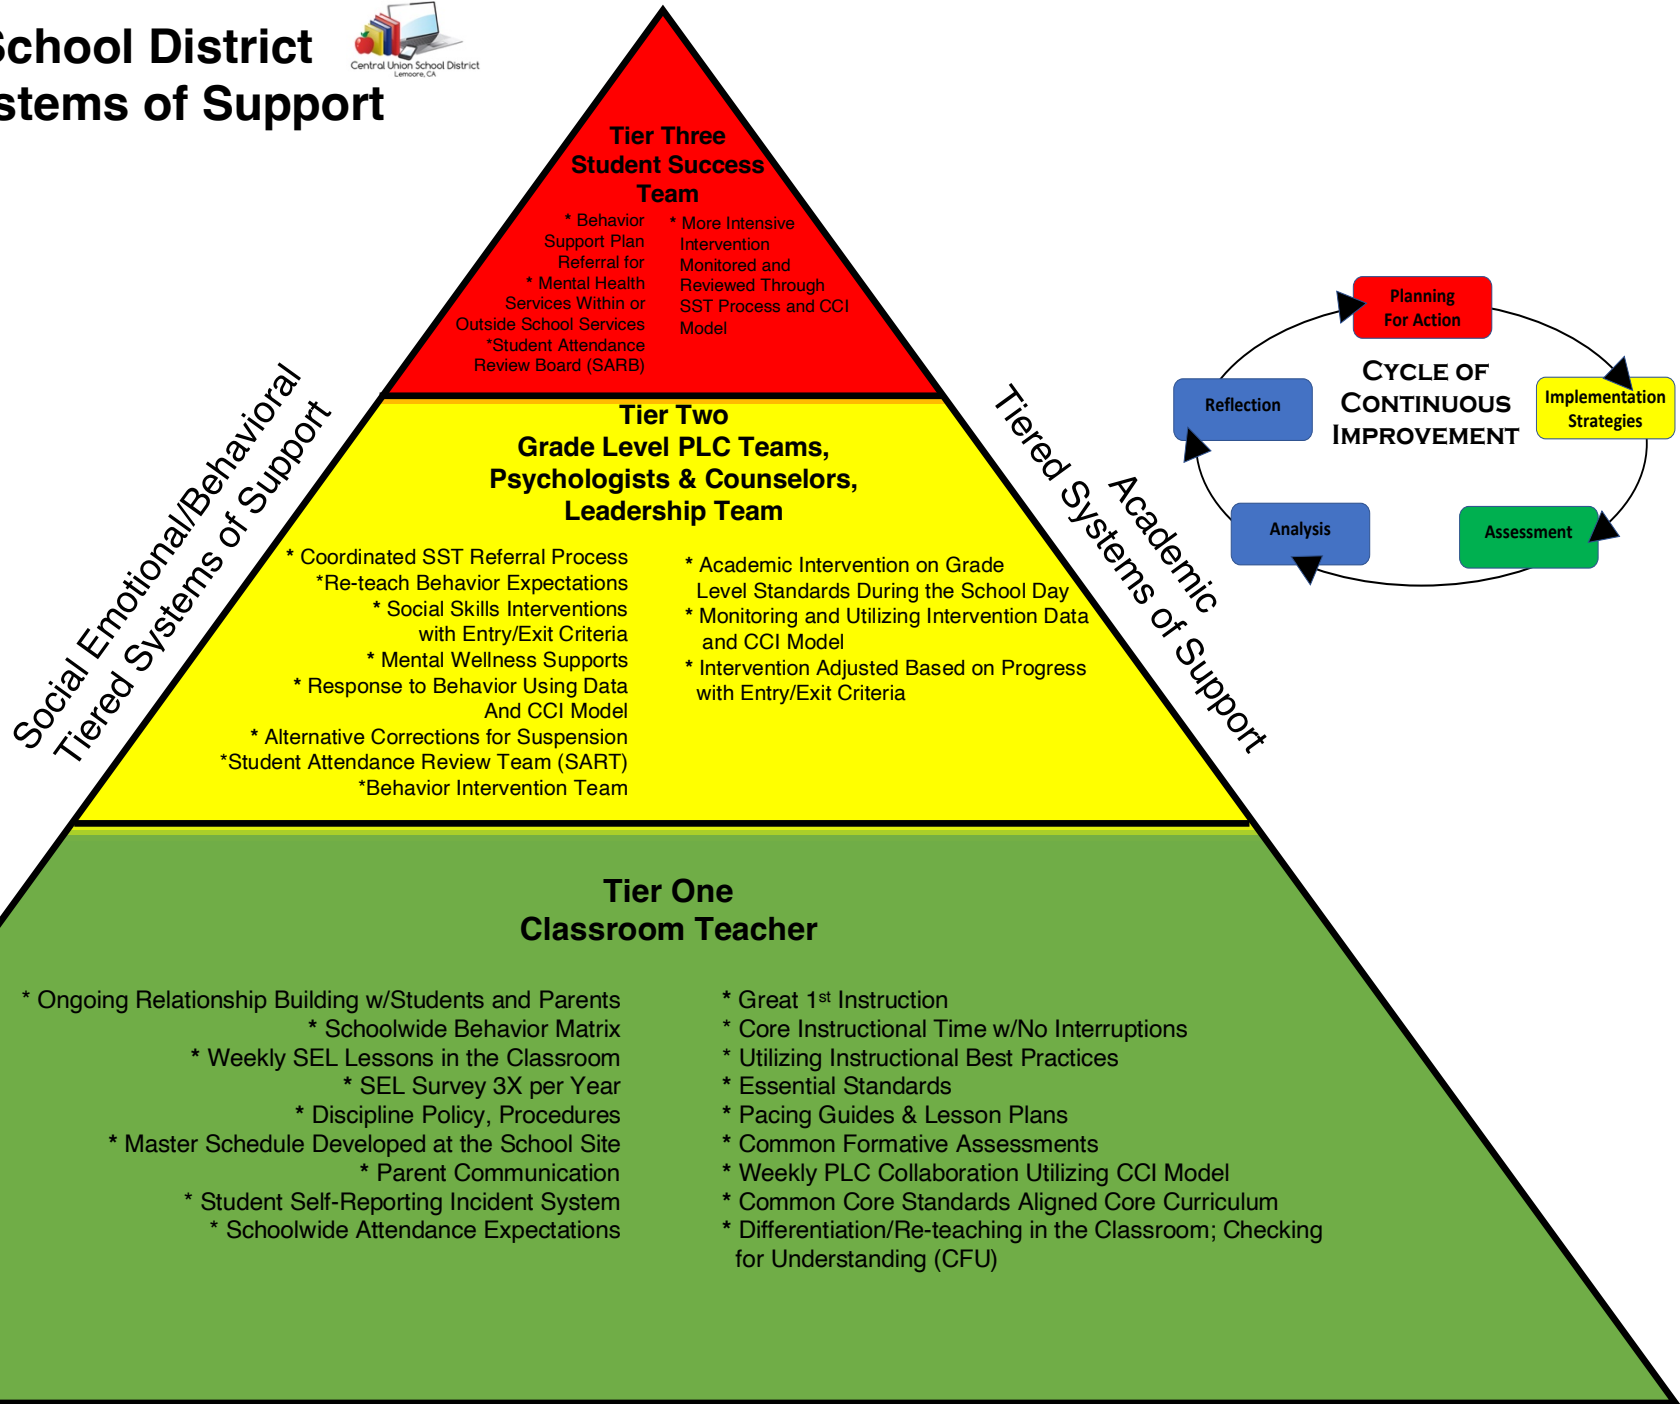 School District
stems of Support
Central Union School District
Lemoore, CA
Tier Three
Student Success
Team
* Behavior
Support Plan
Referral for
* Mental Health
Services Within or
Outside School Services
*Student Attendance
Review Board (SARB)
* More Intensive
Intervention
Monitored and
Reviewed Through
SST Process and CCI
Model
Social Emotional/Behavioral
Tiered Systems of Support
Tier Two
Grade Level PLC Teams,
Psychologists & Counselors,
Leadership Team
* Coordinated SST Referral Process
*Re-teach Behavior Expectations
* Social Skills Interventions
with Entry/Exit Criteria
* Mental Wellness Supports
* Response to Behavior Using Data
And CCI Model
* Alternative Corrections for Suspension
*Student Attendance Review Team (SART)
*Behavior Intervention Team
* Academic Intervention on Grade
Level Standards During the School Day
* Monitoring and Utilizing Intervention Data
and CCI Model
* Intervention Adjusted Based on Progress
with Entry/Exit Criteria
Academic
Tiered Systems of Support
Planning
For Action
Cycle of
Continuous
Improvement
Implementation
Strategies
Assessment
Analysis
Reflection
Tier One
Classroom Teacher
* Ongoing Relationship Building w/Students and Parents
* Schoolwide Behavior Matrix
* Weekly SEL Lessons in the Classroom
* SEL Survey 3X per Year
* Discipline Policy, Procedures
* Master Schedule Developed at the School Site
* Parent Communication
* Student Self-Reporting Incident System
* Schoolwide Attendance Expectations
* Great 1st Instruction
* Core Instructional Time w/No Interruptions
* Utilizing Instructional Best Practices
* Essential Standards
* Pacing Guides & Lesson Plans
* Common Formative Assessments
* Weekly PLC Collaboration Utilizing CCI Model
* Common Core Standards Aligned Core Curriculum
* Differentiation/Re-teaching in the Classroom; Checking
for Understanding (CFU)